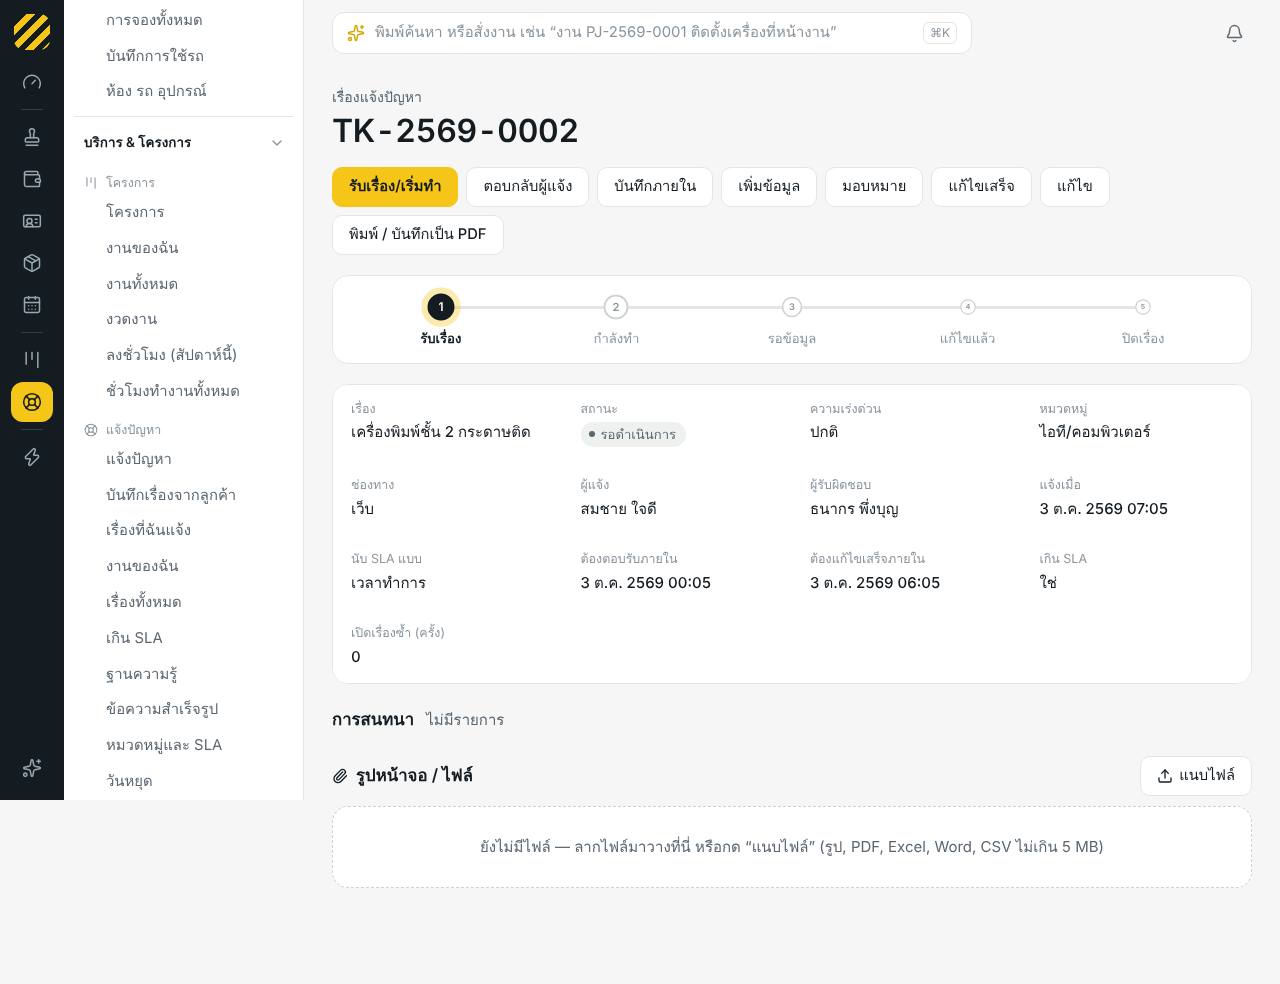 การจองทั้งหมด
บันทึกการใช้รถ
ห้อง รถ อุปกรณ์
บริการ & โครงการ
โครงการ
โครงการ
งานของฉัน
งานทั้งหมด
งวดงาน
ลงชั่วโมง (สัปดาห์นี้)
ชั่วโมงทำงานทั้งหมด
แจ้งปัญหา
แจ้งปัญหา
บันทึกเรื่องจากลูกค้า
เรื่องที่ฉันแจ้ง
งานของฉัน
เรื่องทั้งหมด
เกิน SLA
ฐานความรู้
ข้อความสำเร็จรูป
หมวดหมู่และ SLA
วันหยุด
พิมพ์ค้นหา หรือสั่งงาน เช่น “งาน PJ-2569-0001 ติดตั้งเครื่องที่หน้างาน” ⌘K
เรื่องแจ้งปัญหา
TK-2569-0002
รับเรื่อง/เริ่มทำ ตอบกลับผู้แจ้ง บันทึกภายใน เพิ่มข้อมูล มอบหมาย แก้ไขเสร็จ แก้ไข
พิมพ์ / บันทึกเป็น PDF
1 2 3 4 5
รับเรื่อง กำลังทำ รอข้อมูล แก้ไขแล้ว ปิดเรื่อง
เรื่อง สถานะ ความเร่งด่วน หมวดหมู่
เครื่องพิมพ์ชั้น 2 กระดาษติด รอดำเนินการ ปกติ ไอที/คอมพิวเตอร์
ช่องทาง ผู้แจ้ง ผู้รับผิดชอบ แจ้งเมื่อ
เว็บ สมชาย ใจดี ธนากร พึ่งบุญ 3 ต.ค. 2569 07:05
นับ SLA แบบ ต้องตอบรับภายใน ต้องแก้ไขเสร็จภายใน เกิน SLA
เวลาทำการ 3 ต.ค. 2569 00:05 3 ต.ค. 2569 06:05 ใช่
เปิดเรื่องซ้ำ (ครั้ง)
0
การสนทนา ไม่มีรายการ
รูปหน้าจอ / ไฟล์ แนบไฟล์
ยังไม่มีไฟล์ — ลากไฟล์มาวางที่นี่ หรือกด “แนบไฟล์” (รูป, PDF, Excel, Word, CSV ไม่เกิน 5 MB)